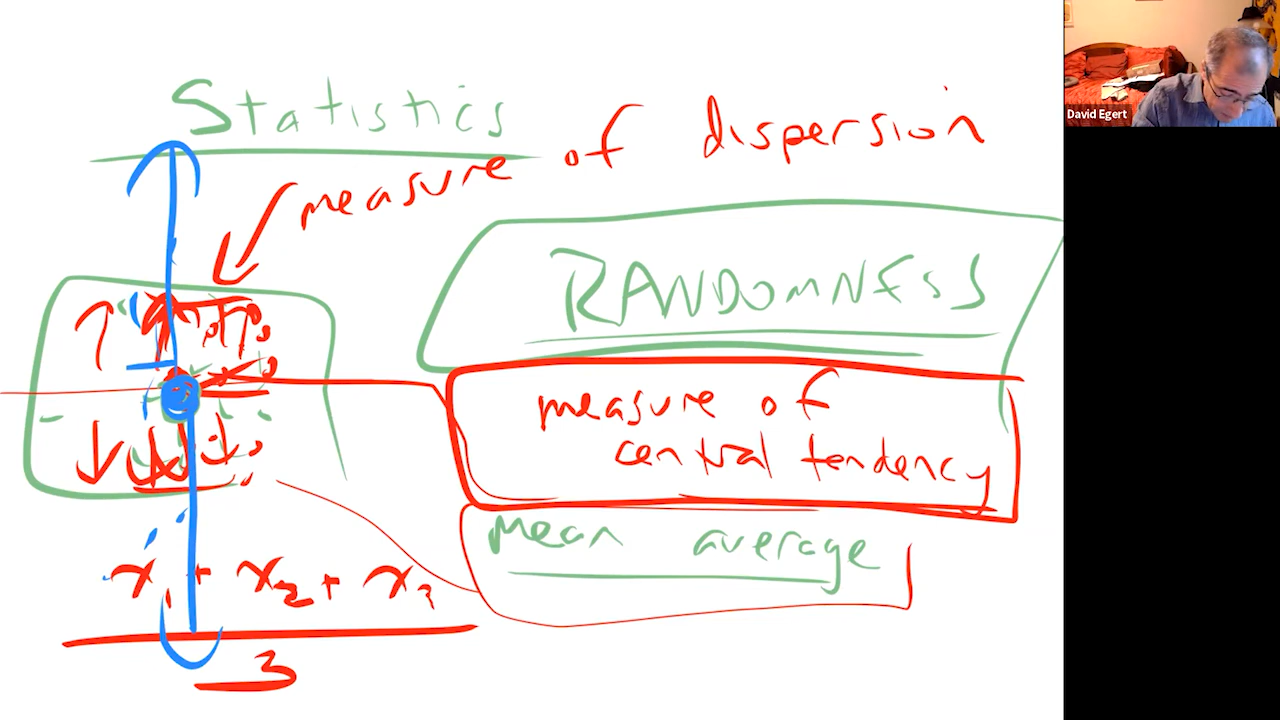 Statistics
measure of dispersion
RANDOMNESS
measure of
central tendency
mean average
x1 + x2 + x3
3
David Egert